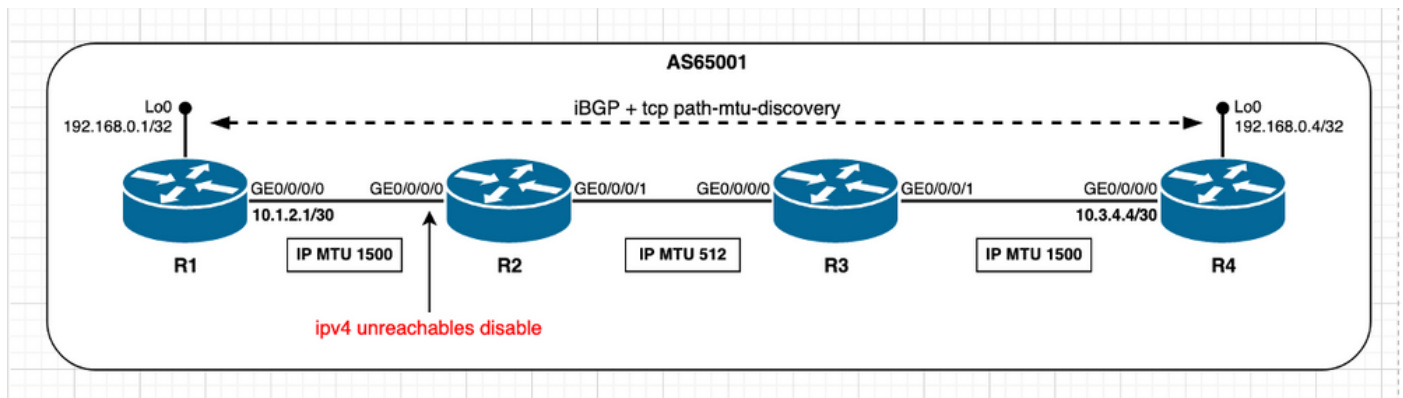 AS65001
iBGP + tcp path-mtu-discovery
Lo0
192.168.0.1/32
Lo0
192.168.0.4/32
GE0/0/0/0
GE0/0/0/0
GE0/0/0/1
GE0/0/0/0
GE0/0/0/1
GE0/0/0/0
10.1.2.1/30
10.3.4.4/30
IP MTU 1500
IP MTU 512
IP MTU 1500
R1
R2
R3
R4
ipv4 unreachables disable